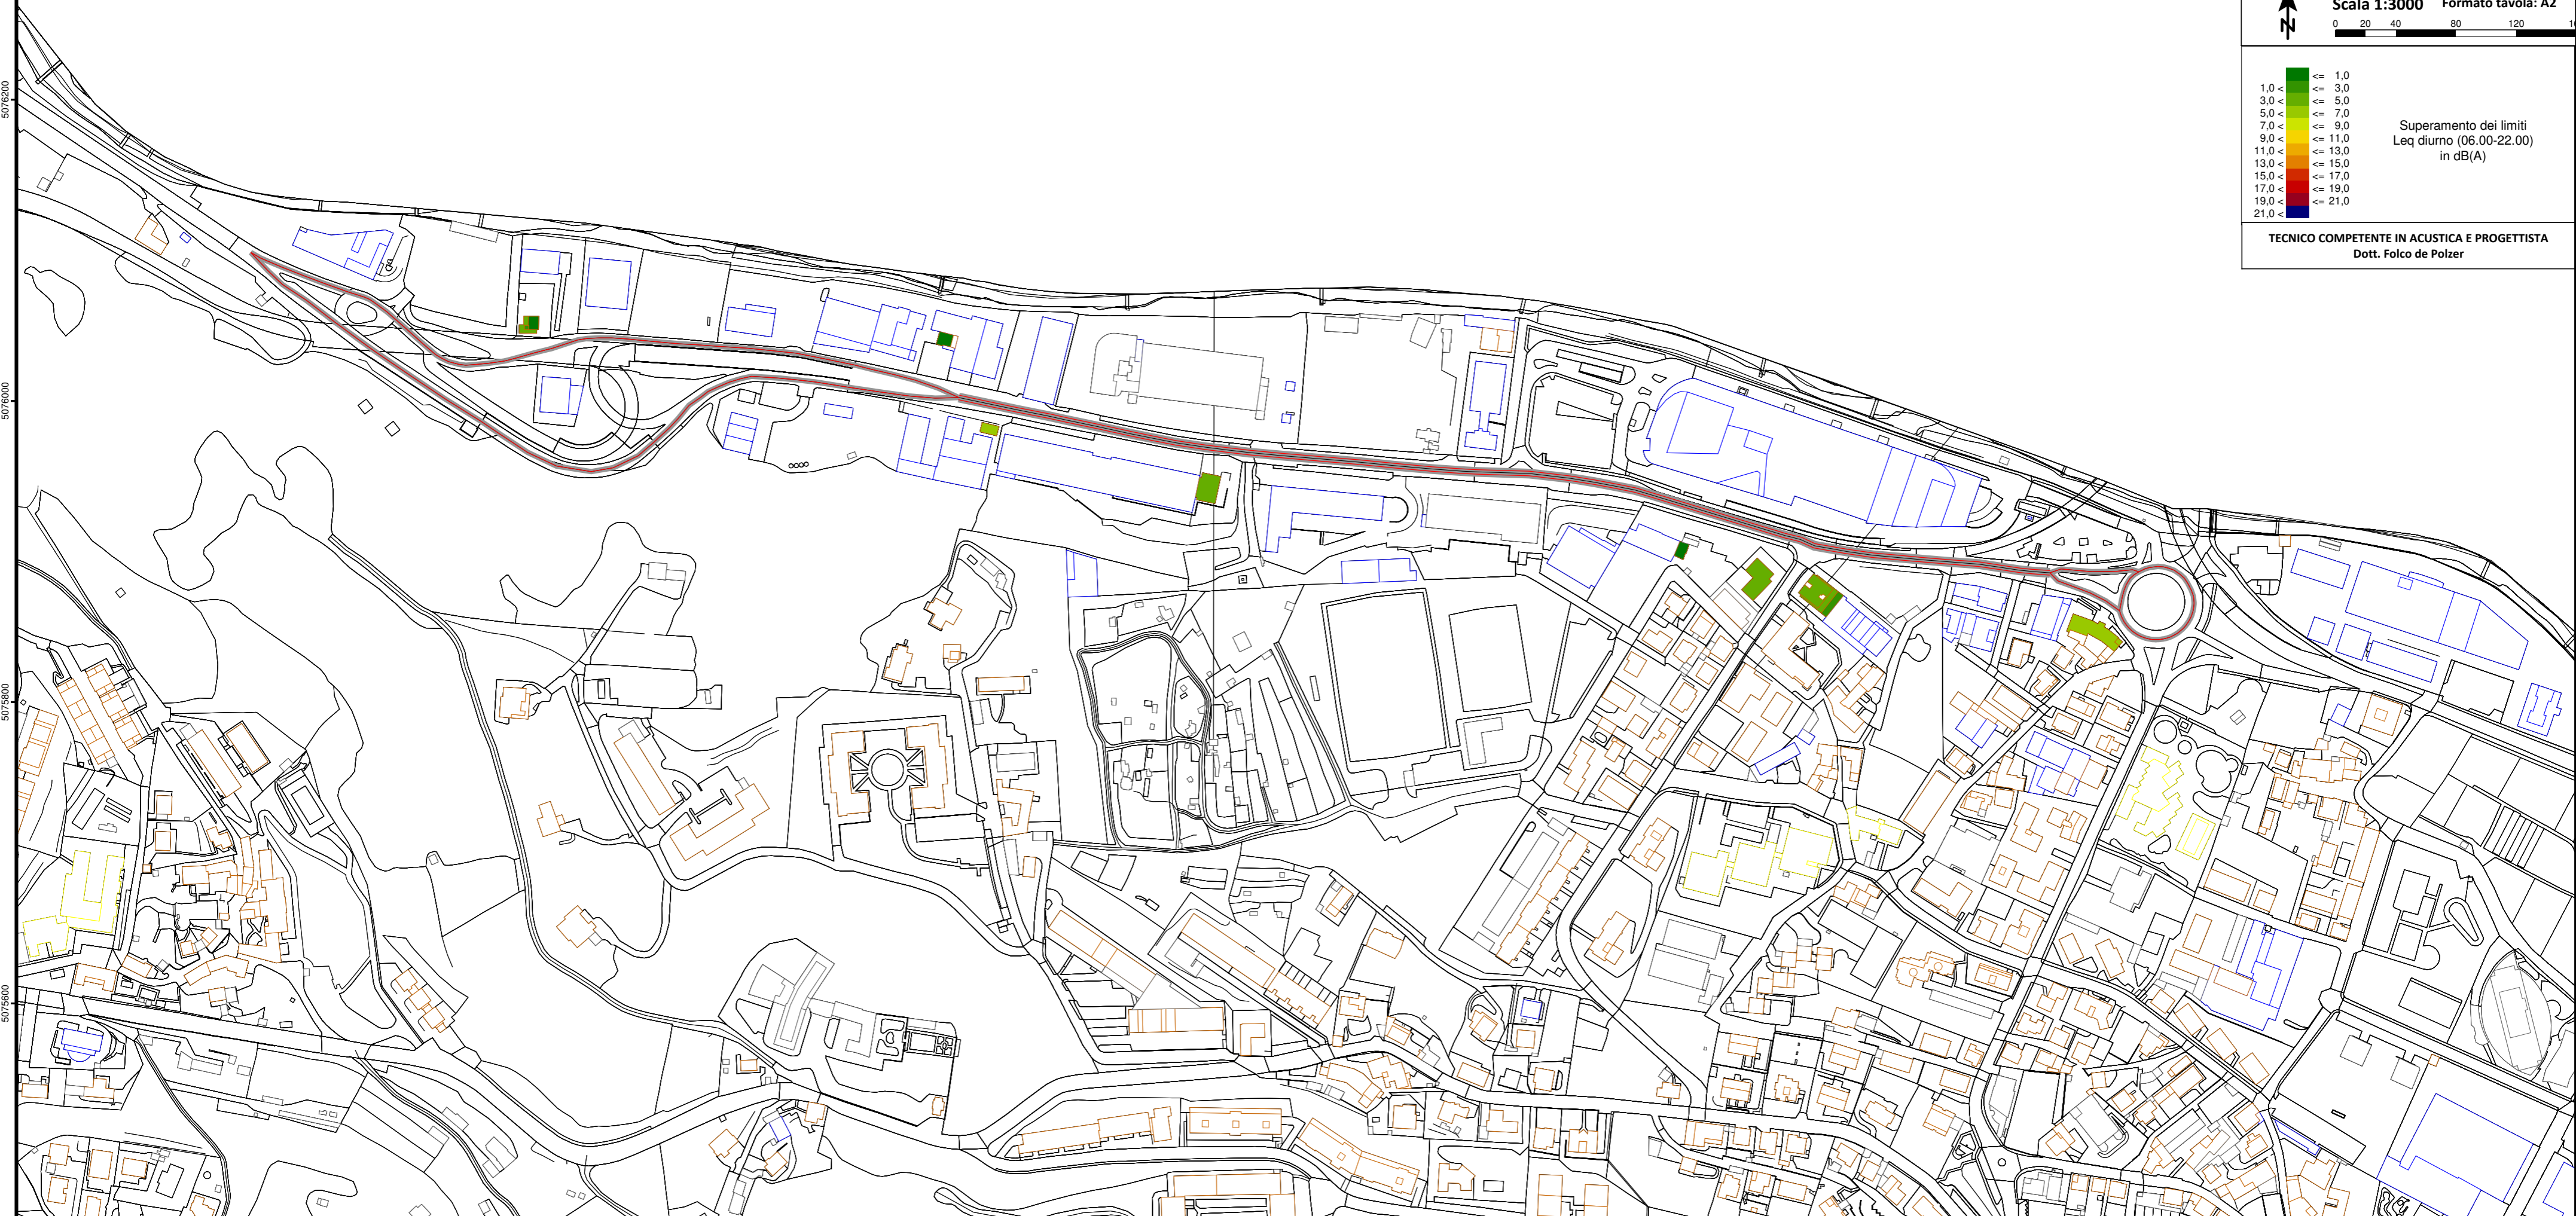 Scala 1:3000 Formato tavola: A2
N
0 20 40 80 120
<= 1,0
1,0 < <= 3,0
3,0 < <= 5,0
5,0 < <= 7,0
7,0 < <= 9,0
9,0 < <= 11,0
11,0 < <= 13,0
13,0 < <= 15,0
15,0 < <= 17,0
17,0 < <= 19,0
19,0 < <= 21,0
21,0 <
Superamento dei limiti
Leq diurno (06.00-22.00)
in dB(A)
TECNICO COMPETENTE IN ACUSTICA E PROGETTISTA
Dott. Folco de Polzer
5076200
5076000
5075800
5075600